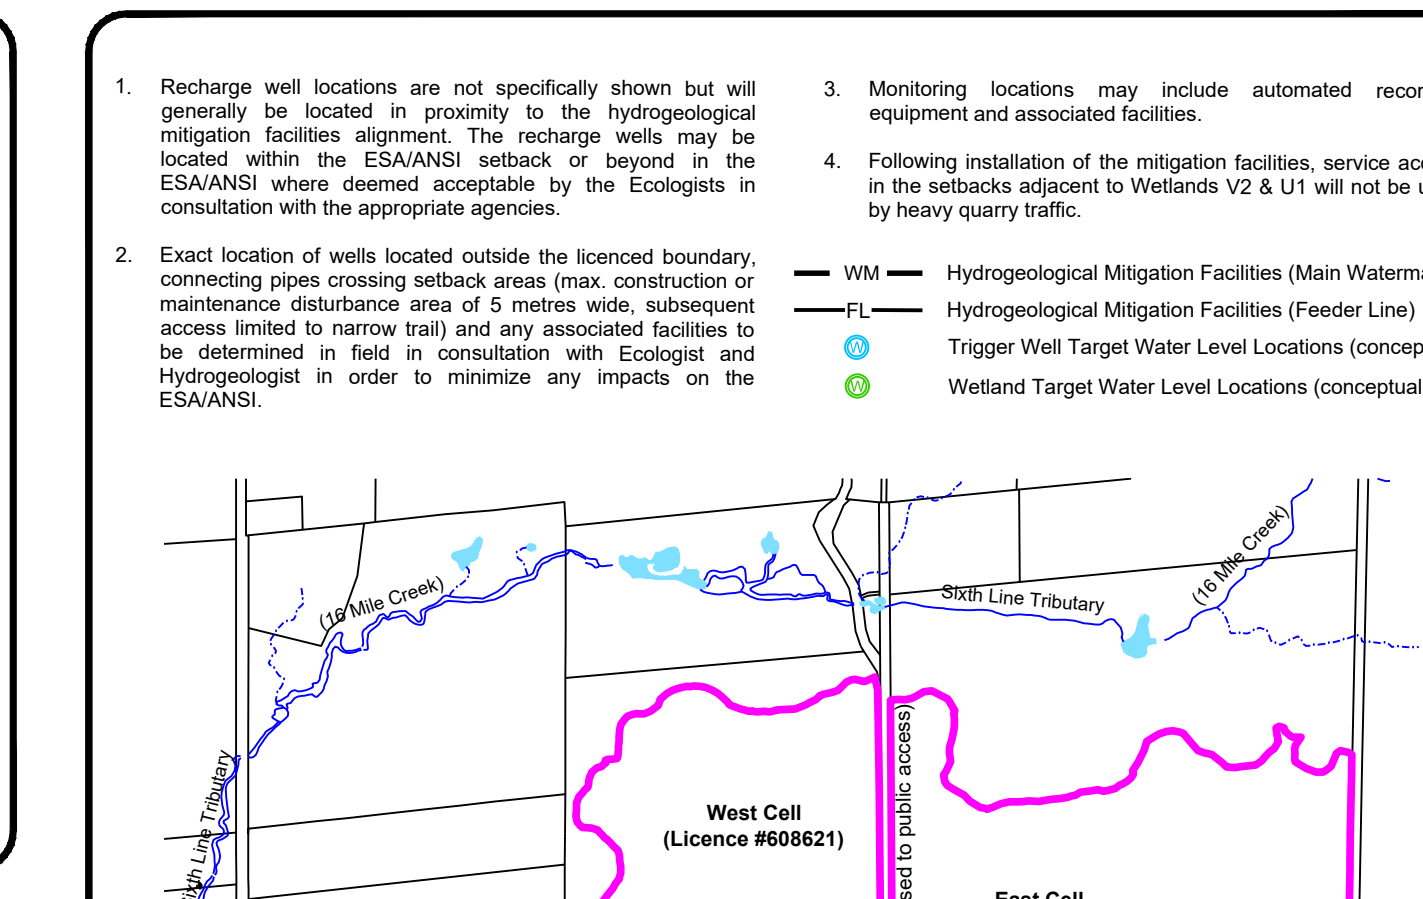 1. Recharge well locations are not specifically shown but will
generally be located in proximity to the hydrogeological
mitigation facilities alignment. The recharge wells may be
located within the ESA/ANSI setback or beyond in the
ESA/ANSI where deemed acceptable by the Ecologists in
consultation with the appropriate agencies.
2. Exact location of wells located outside the licenced boundary,
connecting pipes crossing setback areas (max. construction or
maintenance disturbance area of 5 metres wide, subsequent
access limited to narrow trail) and any associated facilities to
be determined in field in consultation with Ecologist and
Hydrogeologist in order to minimize any impacts on the
ESA/ANSI.
3. Monitoring locations may include automated
equipment and associated facilities.
4. Following installation of the mitigation facilities, service
in the setbacks adjacent to Wetlands V2 & U1 will not be
by heavy quarry traffic.
WM Hydrogeological Mitigation Facilities (Main
FL Hydrogeological Mitigation Facilities (Feeder Line)
W Trigger Well Target Water Level Locations
W Wetland Target Water Level Locations (conceptual
(16 Mile Creek)
Sixth Line Tributary
(16 Mile Creek)
Sixth Line Tributary
to public access)
West Cell
(Licence #608621)
East Cell